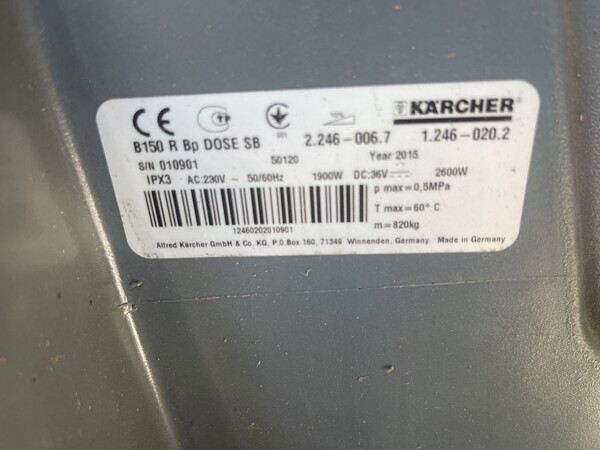 KÄRCHER
B150 R Bp DOSE SB 2.246-006.7 1.246-020.2
S/N 010901 50120 Year 2015
IPX3 AC:230V ~ 50/60Hz 1900W DC:36V 2600W
p max=0,5MPa
T max=60° C
m=820kg
12460202010901
Alfred Kärcher GmbH & Co. KG, P.O.Box 160, 71349 Winnenden, Germany Made in Germany